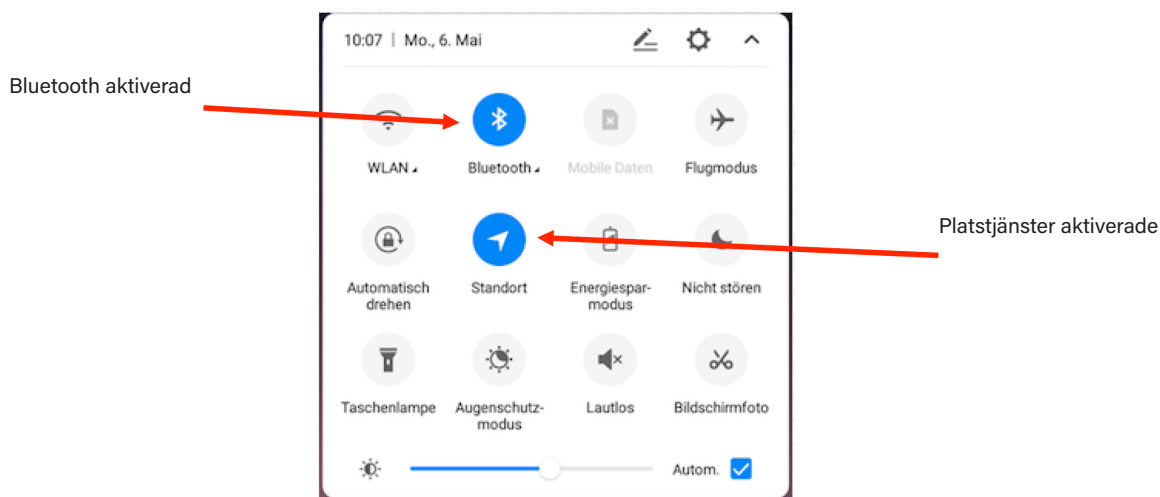 10:07 | Mo., 6. Mai
Bluetooth aktiverad
WLAN
Bluetooth
Mobile Daten
Flugmodus
Platstjänster aktiverade
Automatisch
drehen
Standort
Energiespar-
modus
Nicht stören
Taschenlampe
Augenschutz-
modus
Lautlos
Bildschirmfoto
Autom.